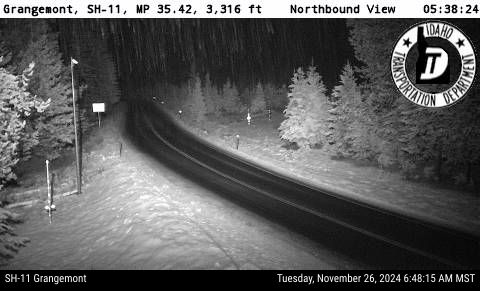 Grangemont, SH-11, MP 35.42, 3,316 ft Northbound View 05:38:24
IDAHO
TRANSPORTATION DEPARTMENT
SH-11 Grangemont Tuesday, November 26, 2024 6:48:15 AM MST